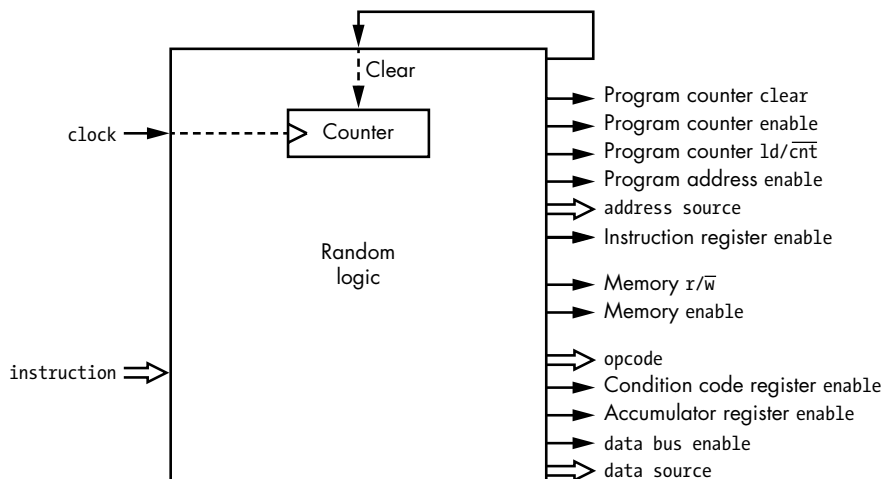 Clear
Program counter clear
clock
Counter
Program counter enable
Program counter ld/c̅n̅t̅
Program address enable
address source
Instruction register enable
Random
logic
Memory r/w̅
Memory enable
instruction
opcode
Condition code register enable
Accumulator register enable
data bus enable
data source